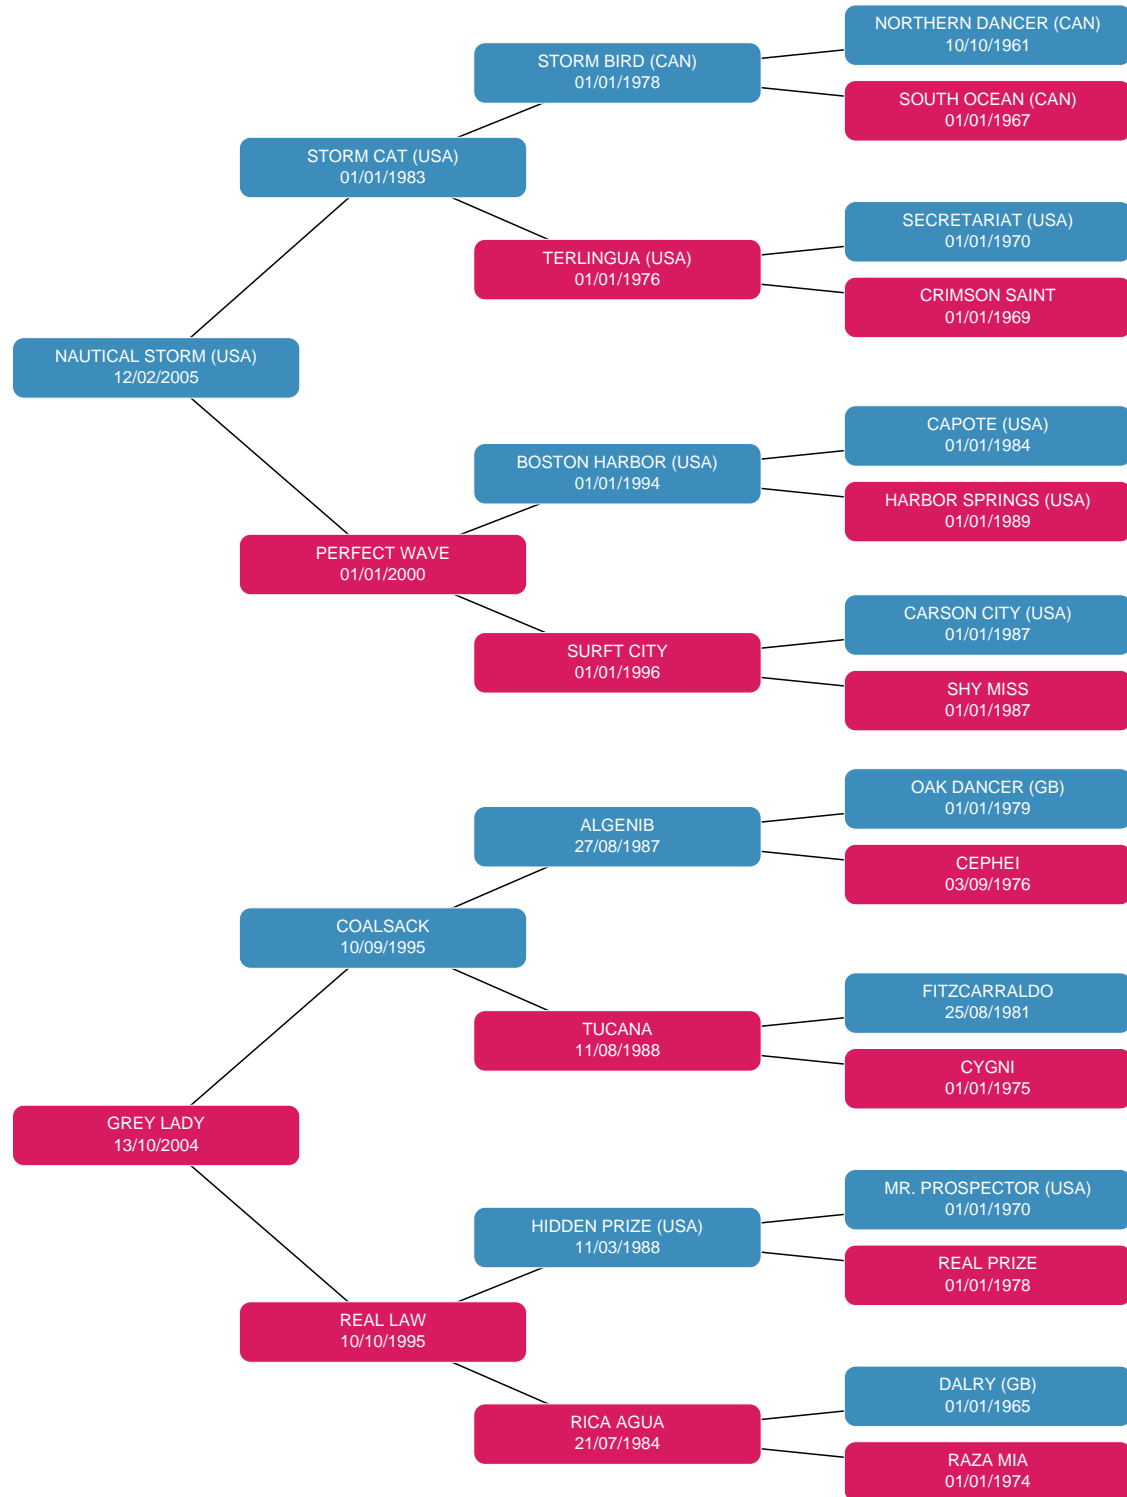 NORTHERN DANCER (CAN)
10/10/1961
STORM BIRD (CAN)
01/01/1978
SOUTH OCEAN (CAN)
01/01/1967
STORM CAT (USA)
01/01/1983
SECRETARIAT (USA)
01/01/1970
TERLINGUA (USA)
01/01/1976
CRIMSON SAINT
01/01/1969
NAUTICAL STORM (USA)
12/02/2005
CAPOTE (USA)
01/01/1984
BOSTON HARBOR (USA)
01/01/1994
HARBOR SPRINGS (USA)
01/01/1989
PERFECT WAVE
01/01/2000
CARSON CITY (USA)
01/01/1987
SURFT CITY
01/01/1996
SHY MISS
01/01/1987
OAK DANCER (GB)
01/01/1979
ALGENIB
27/08/1987
CEPHEI
03/09/1976
COALSACK
10/09/1995
FITZCARRALDO
25/08/1981
TUCANA
11/08/1988
CYGNI
01/01/1975
GREY LADY
13/10/2004
MR. PROSPECTOR (USA)
01/01/1970
HIDDEN PRIZE (USA)
11/03/1988
REAL PRIZE
01/01/1978
REAL LAW
10/10/1995
DALRY (GB)
01/01/1965
RICA AGUA
21/07/1984
RAZA MIA
01/01/1974